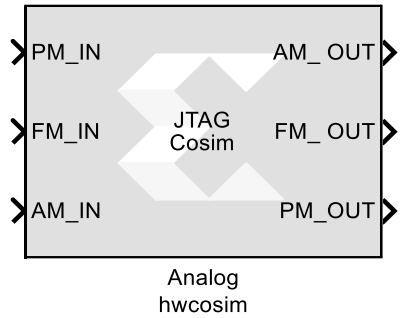 PM_IN
AM_ OUT
JTAG
Cosim
FM_IN
FM_ OUT
AM_IN
PM_OUT
Analog
hwcosim